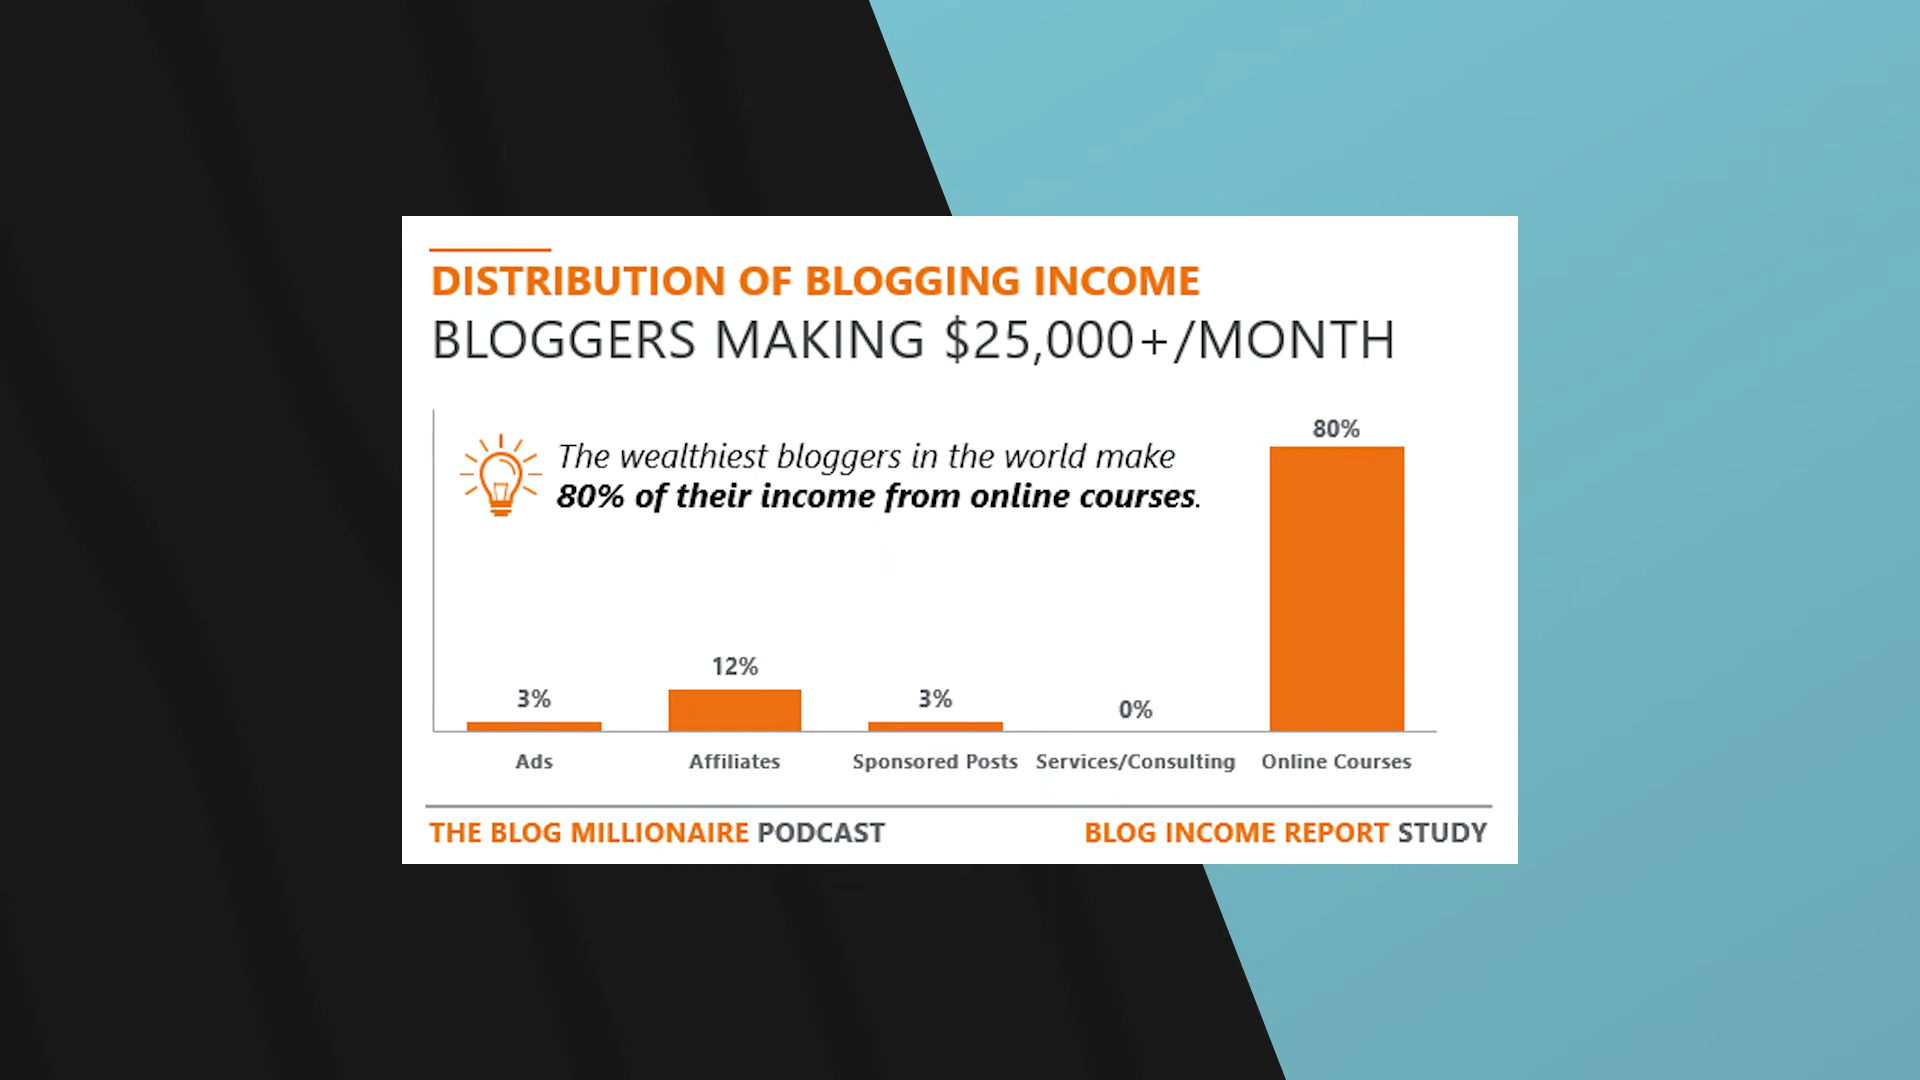 DISTRIBUTION OF BLOGGING INCOME
BLOGGERS MAKING $25,000+/MONTH
The wealthiest bloggers in the world make
80% of their income from online courses.
3%
12%
3%
0%
80%
Ads
Affiliates
Sponsored Posts
Services/Consulting
Online Courses
THE BLOG MILLIONAIRE PODCAST
BLOG INCOME REPORT STUDY